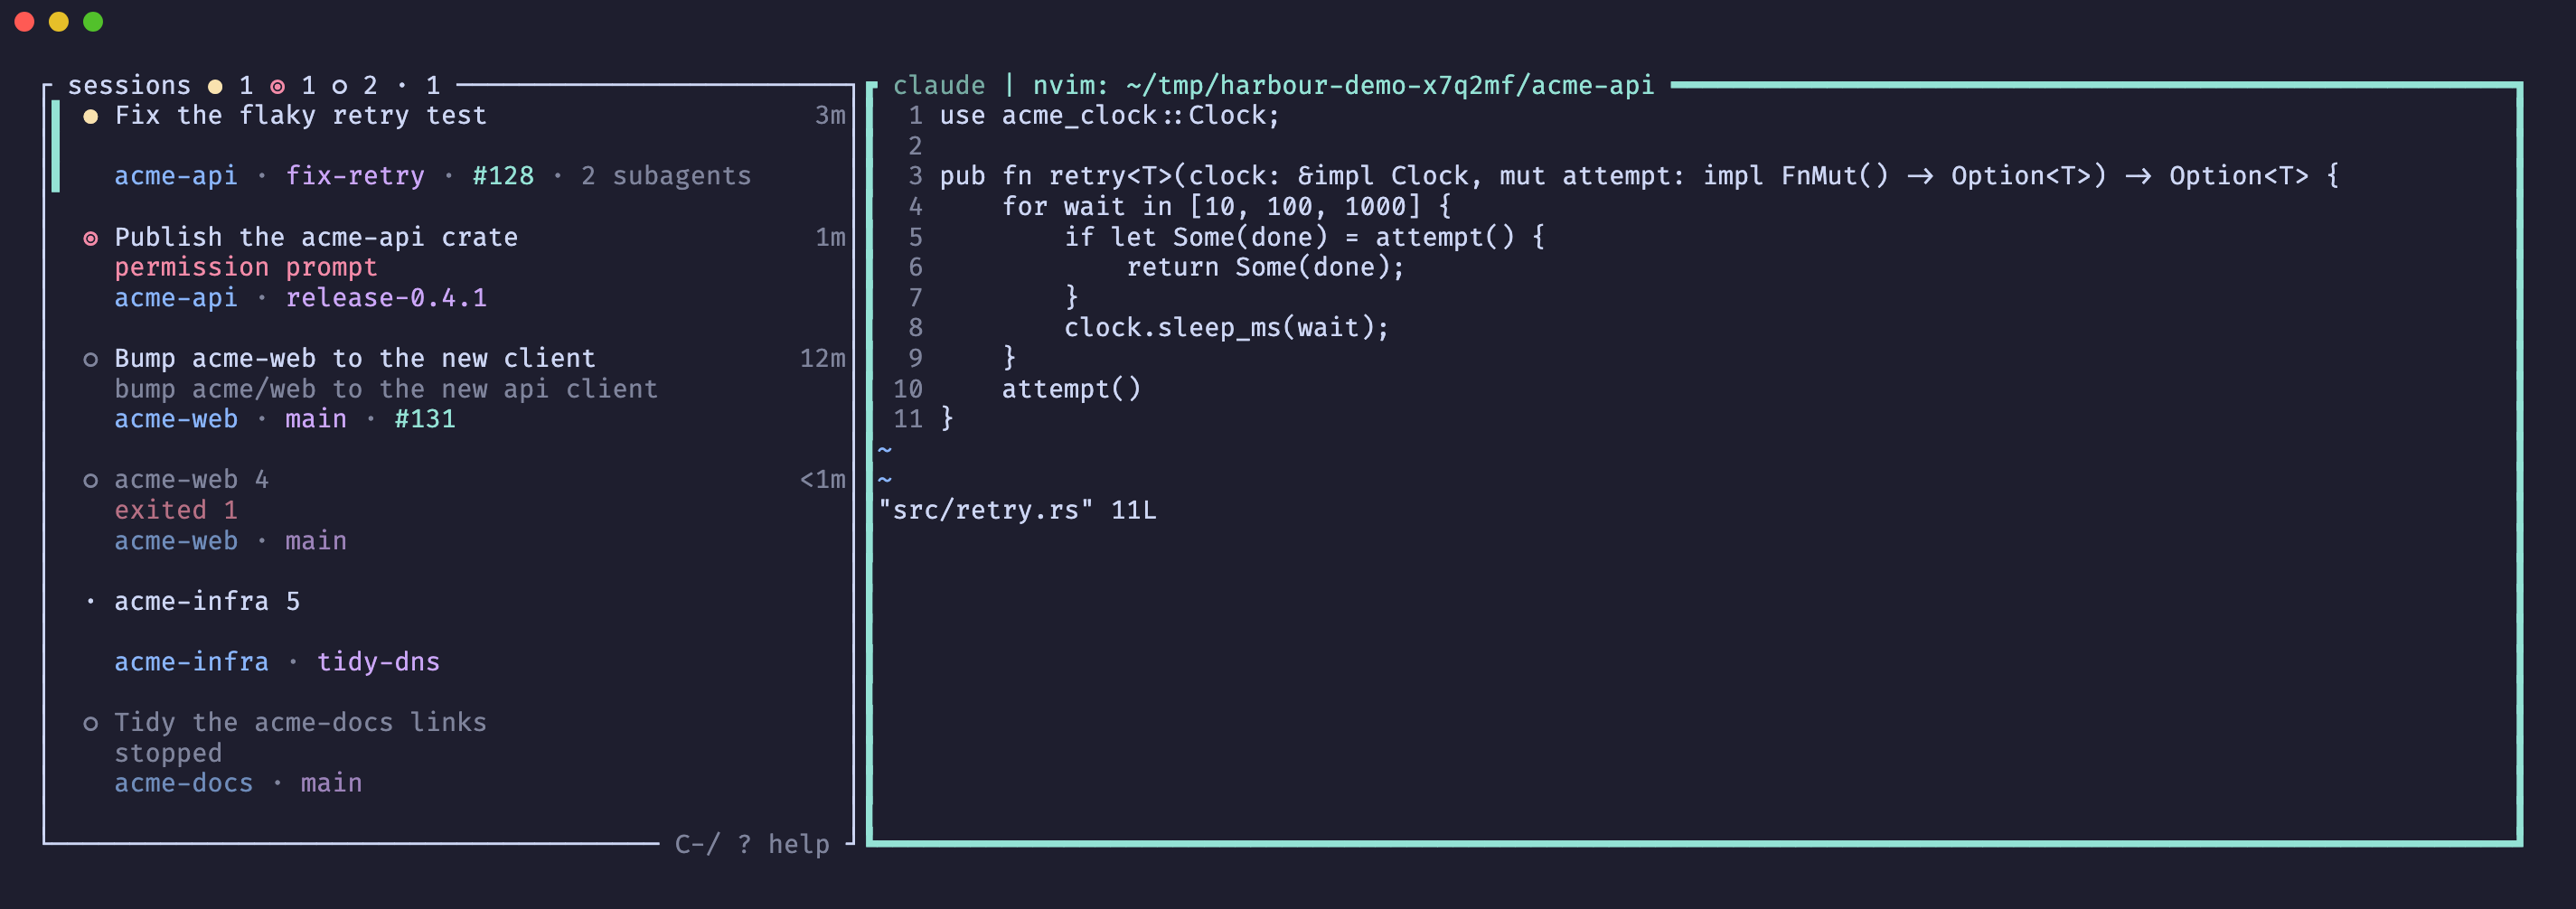 sessions ● 1 ◉ 1 ○ 2 · 1
● Fix the flaky retry test 3m
acme-api · fix-retry · #128 · 2 subagents
◉ Publish the acme-api crate 1m
permission prompt
acme-api · release-0.4.1
○ Bump acme-web to the new client 12m
bump acme/web to the new api client
acme-web · main · #131
○ acme-web 4 <1m
exited 1
acme-web · main
· acme-infra 5
acme-infra · tidy-dns
○ Tidy the acme-docs links
stopped
acme-docs · main
C-/ ? help
claude | nvim: ~/tmp/harbour-demo-x7q2mf/acme-api
1 use acme_clock::Clock;
2
3 pub fn retry<T>(clock: &impl Clock, mut attempt: impl FnMut() -> Option<T>) -> Option<T> {
4     for wait in [10, 100, 1000] {
5         if let Some(done) = attempt() {
6             return Some(done);
7         }
8         clock.sleep_ms(wait);
9     }
10     attempt()
11 }
~
~
"src/retry.rs" 11L